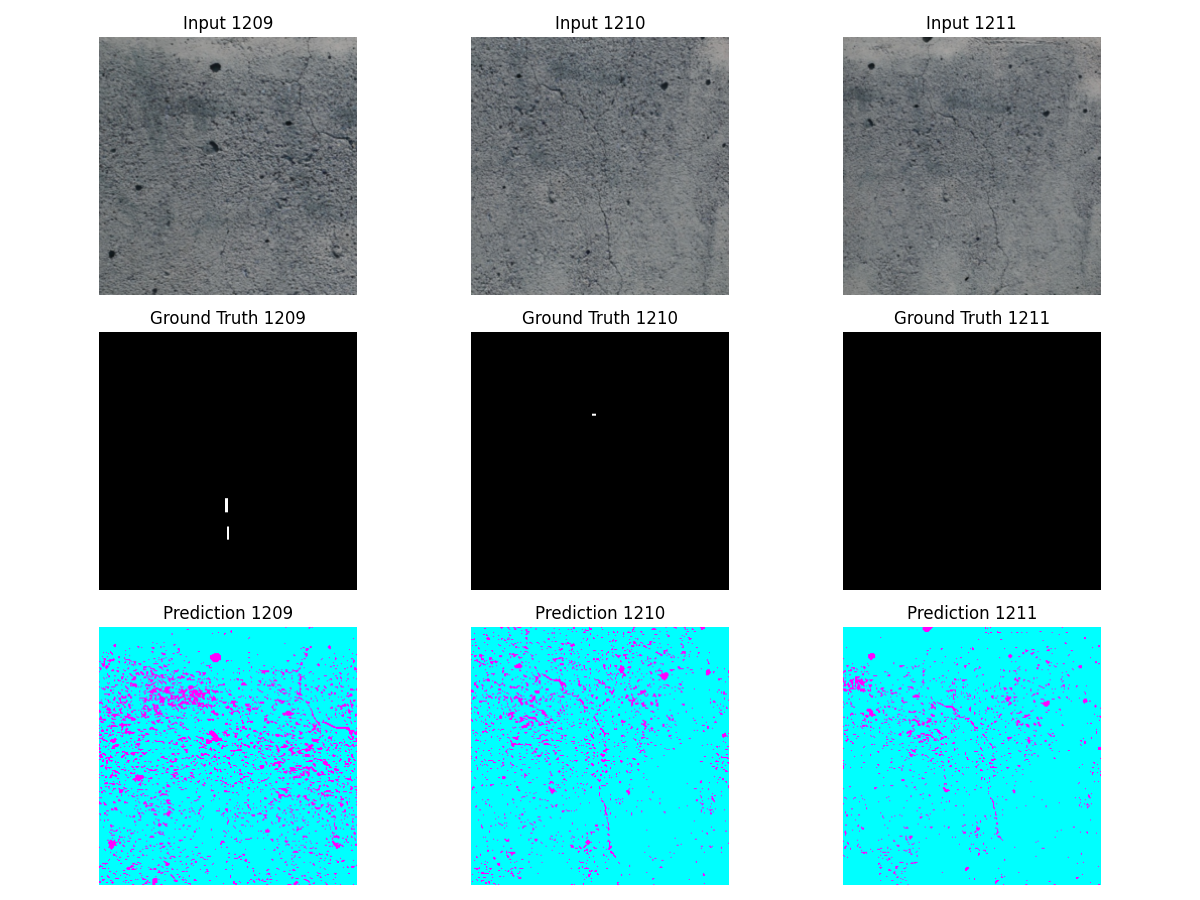 Input 1209
Input 1210
Input 1211
Ground Truth 1209
Ground Truth 1210
Ground Truth 1211
Prediction 1209
Prediction 1210
Prediction 1211